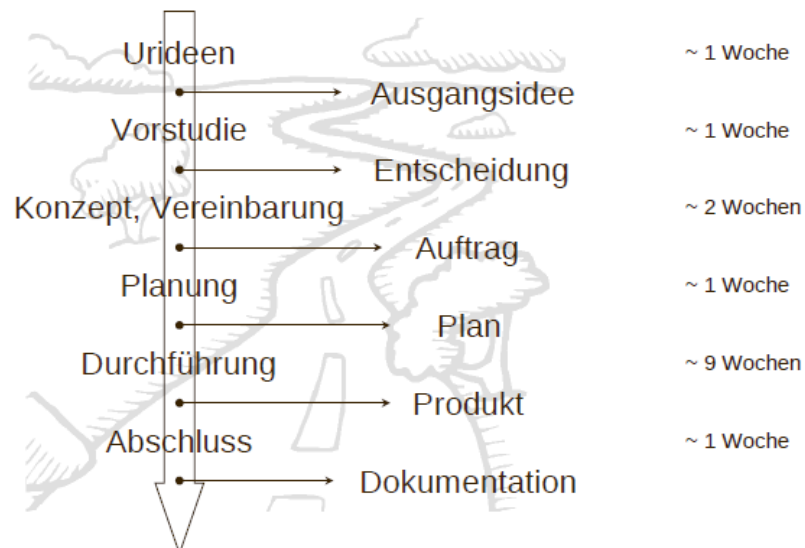 Urideen
~ 1 Woche
Ausgangsidee
Vorstudie
~ 1 Woche
Entscheidung
Konzept, Vereinbarung
~ 2 Wochen
Auftrag
Planung
~ 1 Woche
Plan
Durchführung
~ 9 Wochen
Produkt
Abschluss
~ 1 Woche
Dokumentation